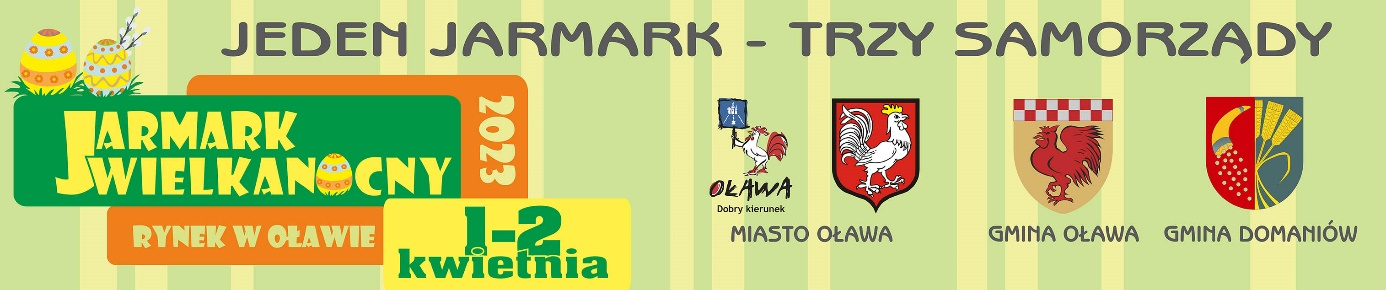 JEDEN JARMARK - TRZY SAMORZĄDY
JARMARK
WIELKANOCNY
2023
RYNEK W OŁAWIE
1-2
kwietnia
OŁAWA
Dobry kierunek
MIASTO OŁAWA
GMINA OŁAWA
GMINA DOMANIÓW